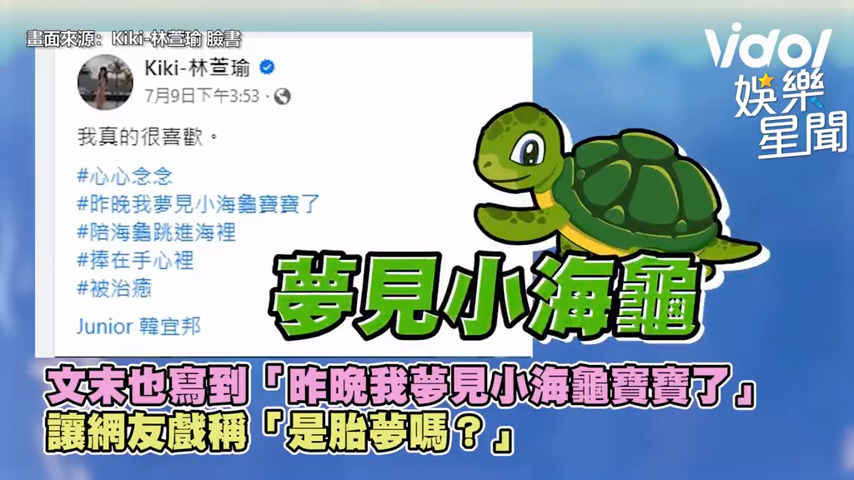 畫面來源：Kiki-林萱瑜 臉書
Vidol
娛樂
星聞
Kiki-林萱瑜
7月9日下午3:53 ·
我真的很喜歡。
#心心念念
#昨晚我夢見小海龜寶寶了
#陪海龜跳進海裡
#捧在手心裡
#被治癒
Junior 韓宜邦
夢見小海龜
文末也寫到「昨晚我夢見小海龜寶寶了」
讓網友戲稱「是胎夢嗎？」